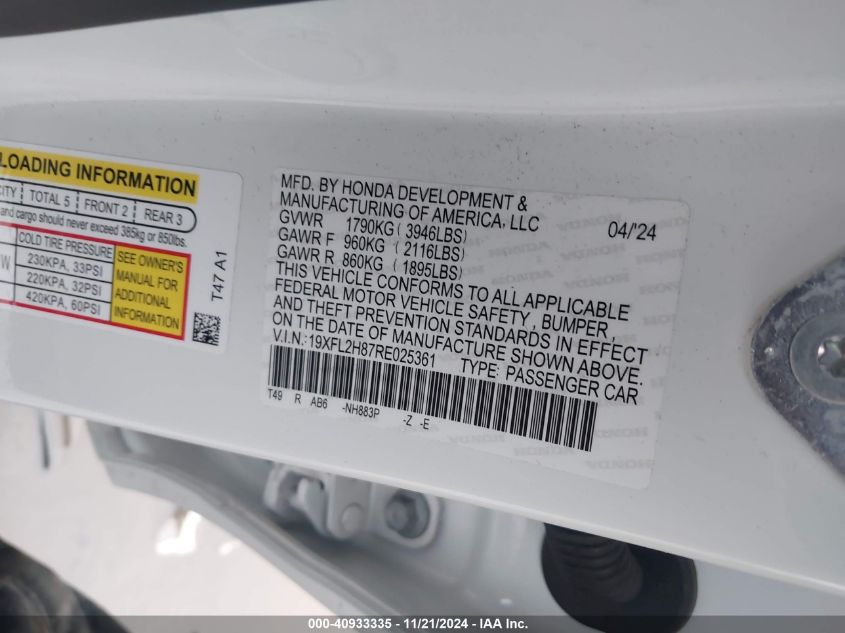 LOADING INFORMATION
TOTAL 5 FRONT 2 REAR 3
and cargo should never exceed 385kg or 850lbs.
COLD TIRE PRESSURE
230KPA, 33PSI
220KPA, 32PSI
420KPA, 60PSI
SEE OWNER'S
MANUAL FOR
ADDITIONAL
INFORMATION
T47 A1
MFD. BY HONDA DEVELOPMENT &
MANUFACTURING OF AMERICA, LLC 04/'24
GVWR 1790KG (3946LBS)
GAWR F 960KG (2116LBS)
GAWR R 860KG (1895LBS)
THIS VEHICLE CONFORMS TO ALL APPLICABLE
FEDERAL MOTOR VEHICLE SAFETY, BUMPER,
AND THEFT PREVENTION STANDARDS IN EFFECT
ON THE DATE OF MANUFACTURE SHOWN ABOVE.
V.I.N.: 19XFL2H87RE025361 TYPE: PASSENGER CAR
T49 R AB6 -NH883P -Z -E
000-40933335 - 11/21/2024 - IAA Inc.